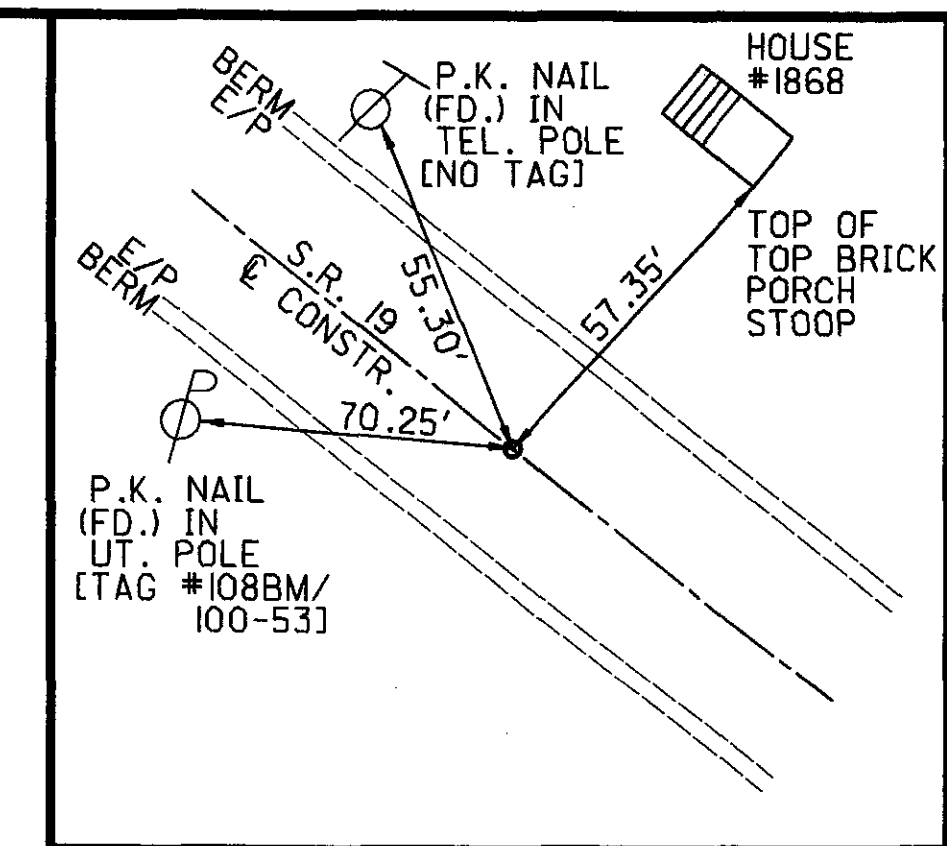 HOUSE
#1868
BERM
E/P
P.K. NAIL
(FD.) IN
TEL. POLE
[NO TAG]
TOP OF
TOP BRICK
PORCH
STOOP
57.35'
55.30'
S.R. 19
℄ CONSTR.
E/P
BERM
70.25'
P
P.K. NAIL
(FD.) IN
UT. POLE
[TAG #108BM/
100-53]